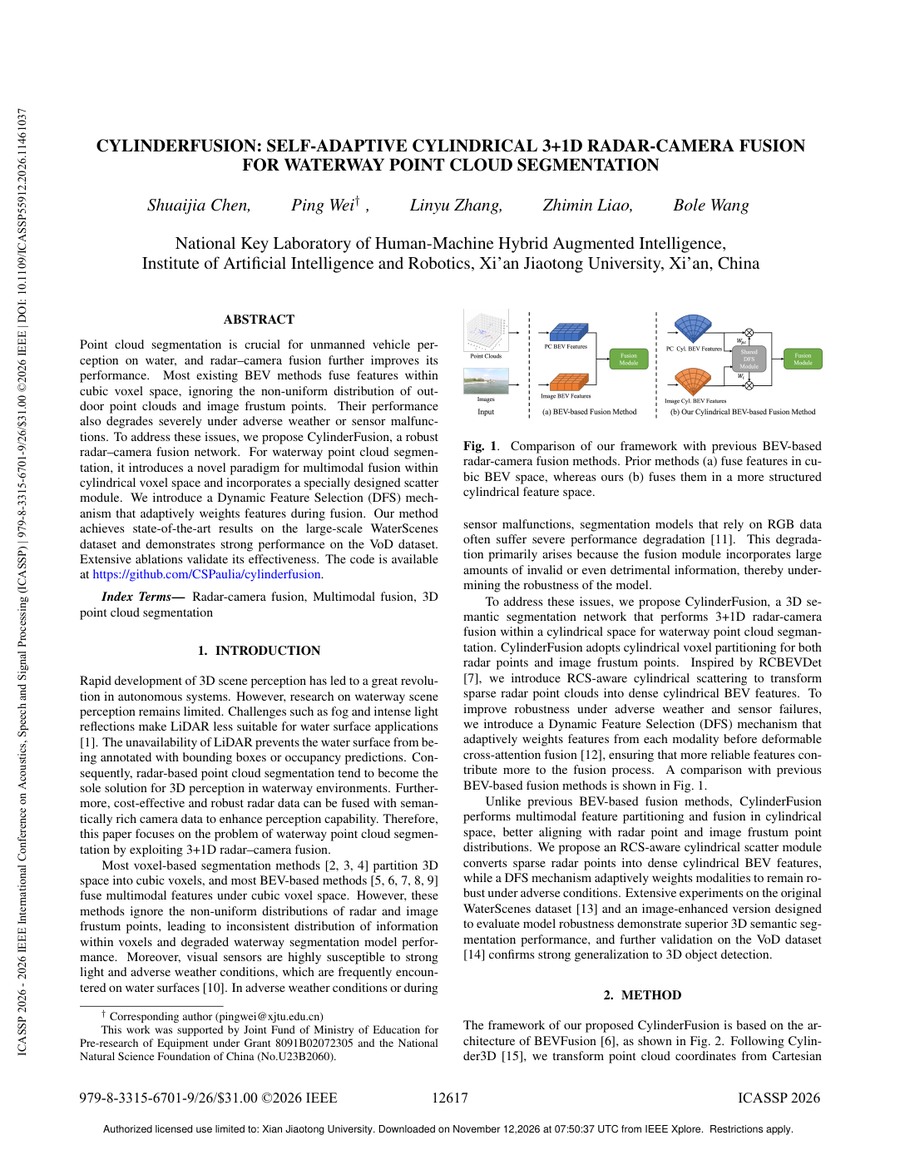 ICASSP 2026 - 2026 IEEE International Conference on Acoustics, Speech and Signal Processing (ICASSP) | 979-8-3315-6701-9/26/$31.00 ©2026 IEEE | DOI: 10.1109/ICASSP55912.2026.11461037
CYLINDERFUSION: SELF-ADAPTIVE CYLINDRICAL 3+1D RADAR-CAMERA FUSION
FOR WATERWAY POINT CLOUD SEGMENTATION
Shuaijia Chen, Ping Wei† , Linyu Zhang, Zhimin Liao, Bole Wang
National Key Laboratory of Human-Machine Hybrid Augmented Intelligence,
Institute of Artificial Intelligence and Robotics, Xi'an Jiaotong University, Xi'an, China
ABSTRACT
Point cloud segmentation is crucial for unmanned vehicle per-
ception on water, and radar–camera fusion further improves its
performance. Most existing BEV methods fuse features within
cubic voxel space, ignoring the non-uniform distribution of out-
door point clouds and image frustum points. Their performance
also degrades severely under adverse weather or sensor malfunc-
tions. To address these issues, we propose CylinderFusion, a robust
radar–camera fusion network. For waterway point cloud segmen-
tation, it introduces a novel paradigm for multimodal fusion within
cylindrical voxel space and incorporates a specially designed scatter
module. We introduce a Dynamic Feature Selection (DFS) mech-
anism that adaptively weights features during fusion. Our method
achieves state-of-the-art results on the large-scale WaterScenes
dataset and demonstrates strong performance on the VoD dataset.
Extensive ablations validate its effectiveness. The code is available
at https://github.com/CSPaulia/cylinderfusion.
Index Terms— Radar-camera fusion, Multimodal fusion, 3D
point cloud segmentation
1. INTRODUCTION
Rapid development of 3D scene perception has led to a great revolu-
tion in autonomous systems. However, research on waterway scene
perception remains limited. Challenges such as fog and intense light
reflections make LiDAR less suitable for water surface applications
[1]. The unavailability of LiDAR prevents the water surface from be-
ing annotated with bounding boxes or occupancy predictions. Con-
sequently, radar-based point cloud segmentation tend to become the
sole solution for 3D perception in waterway environments. Further-
more, cost-effective and robust radar data can be fused with seman-
tically rich camera data to enhance perception capability. Therefore,
this paper focuses on the problem of waterway point cloud segmen-
tation by exploiting 3+1D radar–camera fusion.
Most voxel-based segmentation methods [2, 3, 4] partition 3D
space into cubic voxels, and most BEV-based methods [5, 6, 7, 8, 9]
fuse multimodal features under cubic voxel space. However, these
methods ignore the non-uniform distributions of radar and image
frustum points, leading to inconsistent distribution of information
within voxels and degraded waterway segmentation model perfor-
mance. Moreover, visual sensors are highly susceptible to strong
light and adverse weather conditions, which are frequently encoun-
tered on water surfaces [10]. In adverse weather conditions or during
† Corresponding author (pingwei@xjtu.edu.cn)
This work was supported by Joint Fund of Ministry of Education for
Pre-research of Equipment under Grant 8091B02072305 and the National
Natural Science Foundation of China (No.U23B2060).
Point Clouds
Images
Input
PC BEV Features
Image BEV Features
Fusion
Module
(a) BEV-based Fusion Method
PC Cyl. BEV Features
Image Cyl. BEV Features
Shared
DFS
Module
Fusion
Module
(b) Our Cylindrical BEV-based Fusion Method
Fig. 1. Comparison of our framework with previous BEV-based
radar-camera fusion methods. Prior methods (a) fuse features in cu-
bic BEV space, whereas ours (b) fuses them in a more structured
cylindrical feature space.
sensor malfunctions, segmentation models that rely on RGB data
often suffer severe performance degradation [11]. This degrada-
tion primarily arises because the fusion module incorporates large
amounts of invalid or even detrimental information, thereby under-
mining the robustness of the model.
To address these issues, we propose CylinderFusion, a 3D se-
mantic segmentation network that performs 3+1D radar-camera
fusion within a cylindrical space for waterway point cloud segman-
tation. CylinderFusion adopts cylindrical voxel partitioning for both
radar points and image frustum points. Inspired by RCBEVDet
[7], we introduce RCS-aware cylindrical scattering to transform
sparse radar point clouds into dense cylindrical BEV features. To
improve robustness under adverse weather and sensor failures,
we introduce a Dynamic Feature Selection (DFS) mechanism that
adaptively weights features from each modality before deformable
cross-attention fusion [12], ensuring that more reliable features con-
tribute more to the fusion process. A comparison with previous
BEV-based fusion methods is shown in Fig. 1.
Unlike previous BEV-based fusion methods, CylinderFusion
performs multimodal feature partitioning and fusion in cylindrical
space, better aligning with radar point and image frustum point
distributions. We propose an RCS-aware cylindrical scatter module
converts sparse radar points into dense cylindrical BEV features,
while a DFS mechanism adaptively weights modalities to remain ro-
bust under adverse conditions. Extensive experiments on the original
WaterScenes dataset [13] and an image-enhanced version designed
to evaluate model robustness demonstrate superior 3D semantic seg-
mentation performance, and further validation on the VoD dataset
[14] confirms strong generalization to 3D object detection.
2. METHOD
The framework of our proposed CylinderFusion is based on the ar-
chitecture of BEVFusion [6], as shown in Fig. 2. Following Cylin-
der3D [15], we transform point cloud coordinates from Cartesian
979-8-3315-6701-9/26/$31.00 ©2026 IEEE
12617
ICASSP 2026
Authorized licensed use limited to: Xian Jiaotong University. Downloaded on November 12,2026 at 07:50:37 UTC from IEEE Xplore. Restrictions apply.